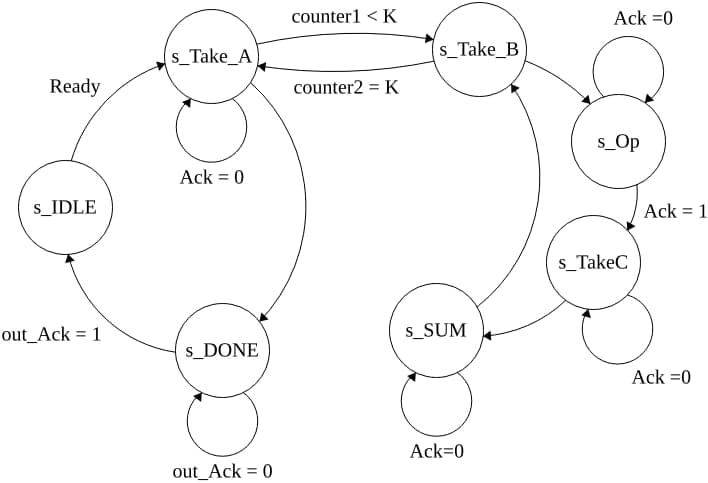 counter1 < K
Ack =0
s_Take_A
s_Take_B
Ready
counter2 = K
s_Op
Ack = 0
s_IDLE
Ack = 1
s_TakeC
out_Ack = 1
s_DONE
s_SUM
Ack =0
Ack=0
out_Ack = 0